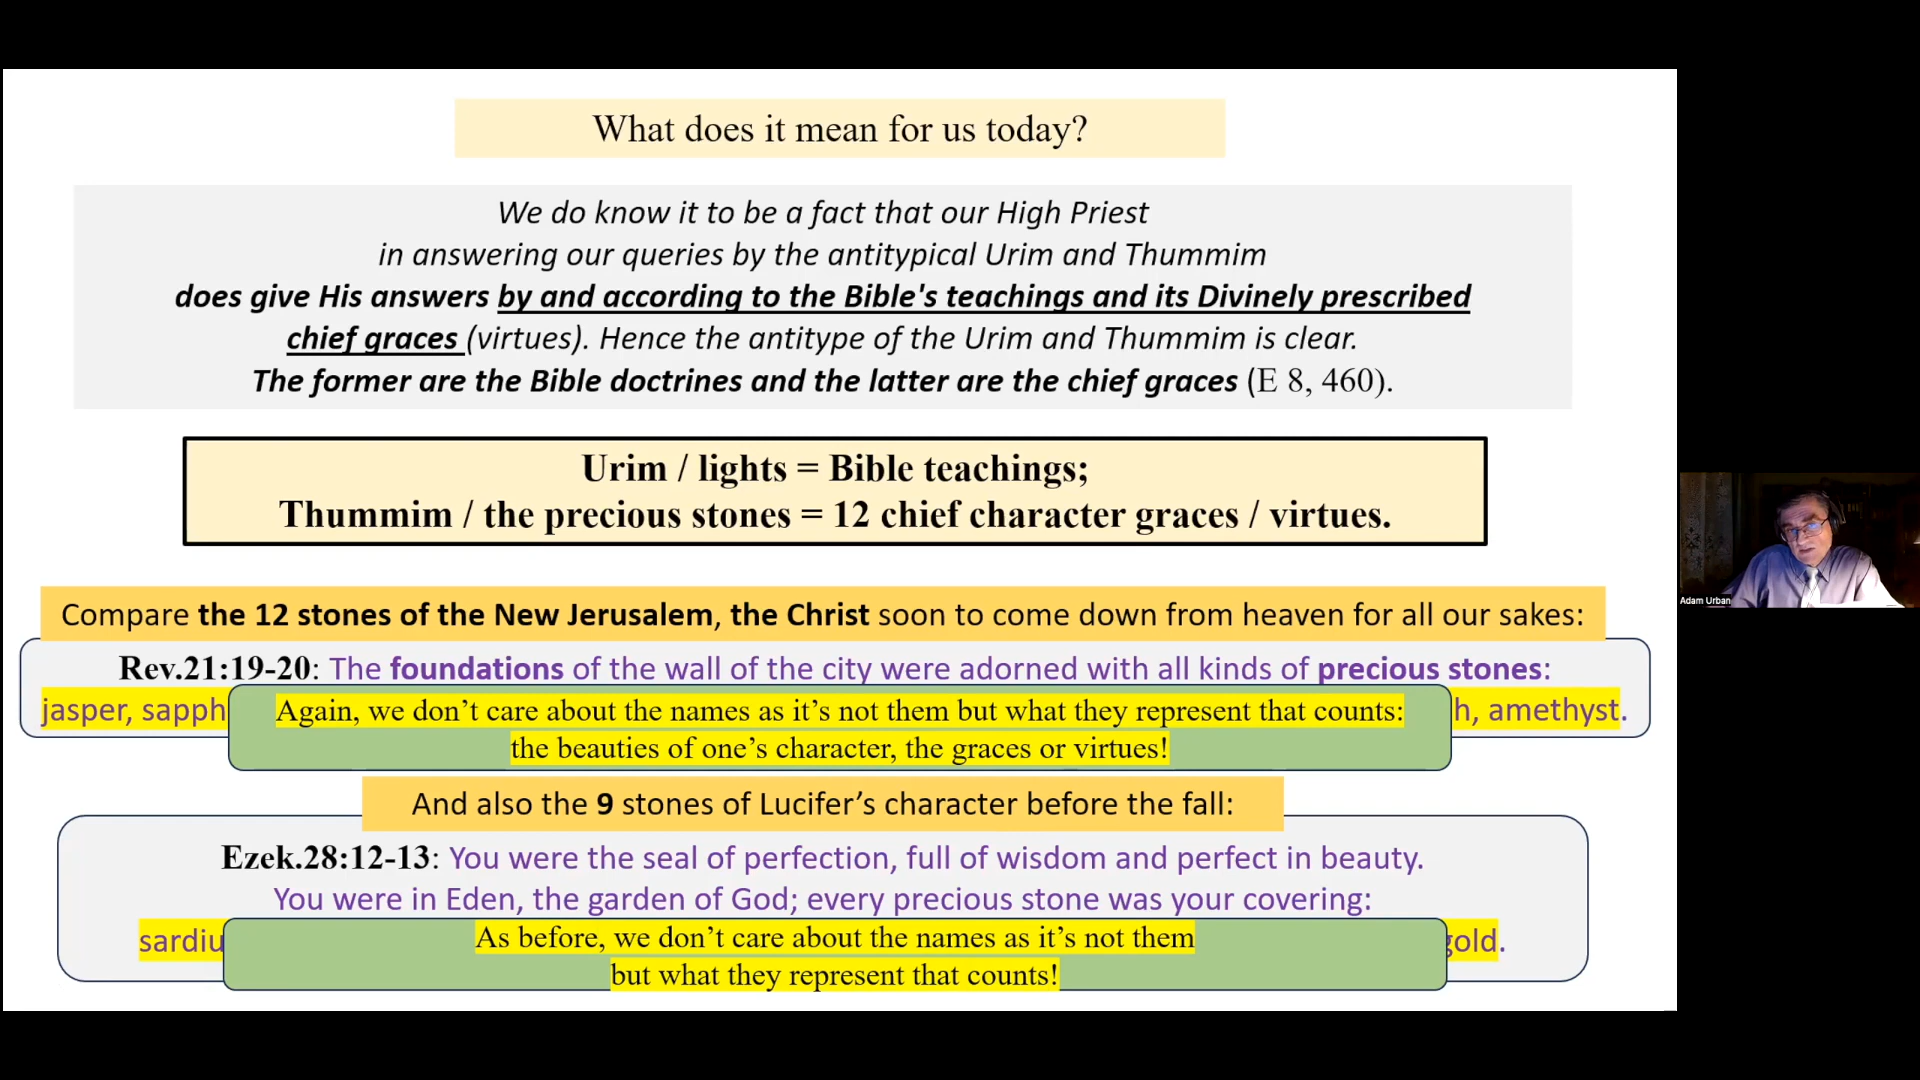 What does it mean for us today?
We do know it to be a fact that our High Priest
in answering our queries by the antitypical Urim and Thummim
does give His answers by and according to the Bible's teachings and its Divinely prescribed
chief graces (virtues). Hence the antitype of the Urim and Thummim is clear.
The former are the Bible doctrines and the latter are the chief graces (E 8, 460).
Urim / lights = Bible teachings;
Thummim / the precious stones = 12 chief character graces / virtues.
Compare the 12 stones of the New Jerusalem, the Christ soon to come down from heaven for all our sakes:
Rev.21:19-20: The foundations of the wall of the city were adorned with all kinds of precious stones:
jasper, sapph
Again, we don’t care about the names as it’s not them but what they represent that counts:
h, amethyst.
the beauties of one’s character, the graces or virtues!
And also the 9 stones of Lucifer’s character before the fall:
Ezek.28:12-13: You were the seal of perfection, full of wisdom and perfect in beauty.
You were in Eden, the garden of God; every precious stone was your covering:
sardiu
As before, we don’t care about the names as it’s not them
gold.
but what they represent that counts!
Adam Urban